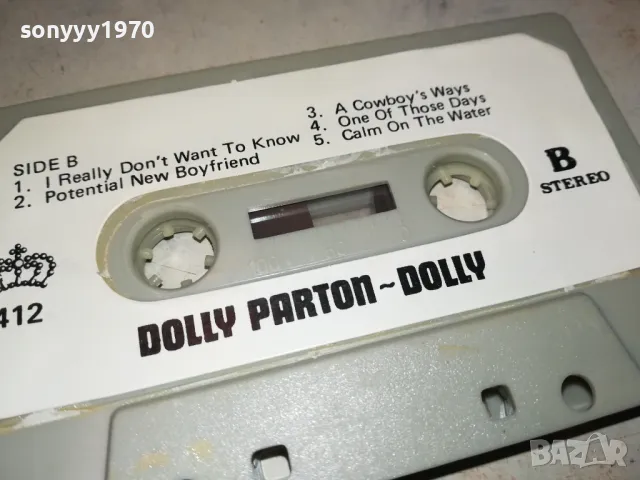 sonyyy1970
SIDE B
1. I Really Don't Want To Know
2. Potential New Boyfriend
3. A Cowboy's Ways
4. One Of Those Days
5. Calm On The Water
B
STEREO
412
DOLLY PARTON~DOLLY
BAZAR